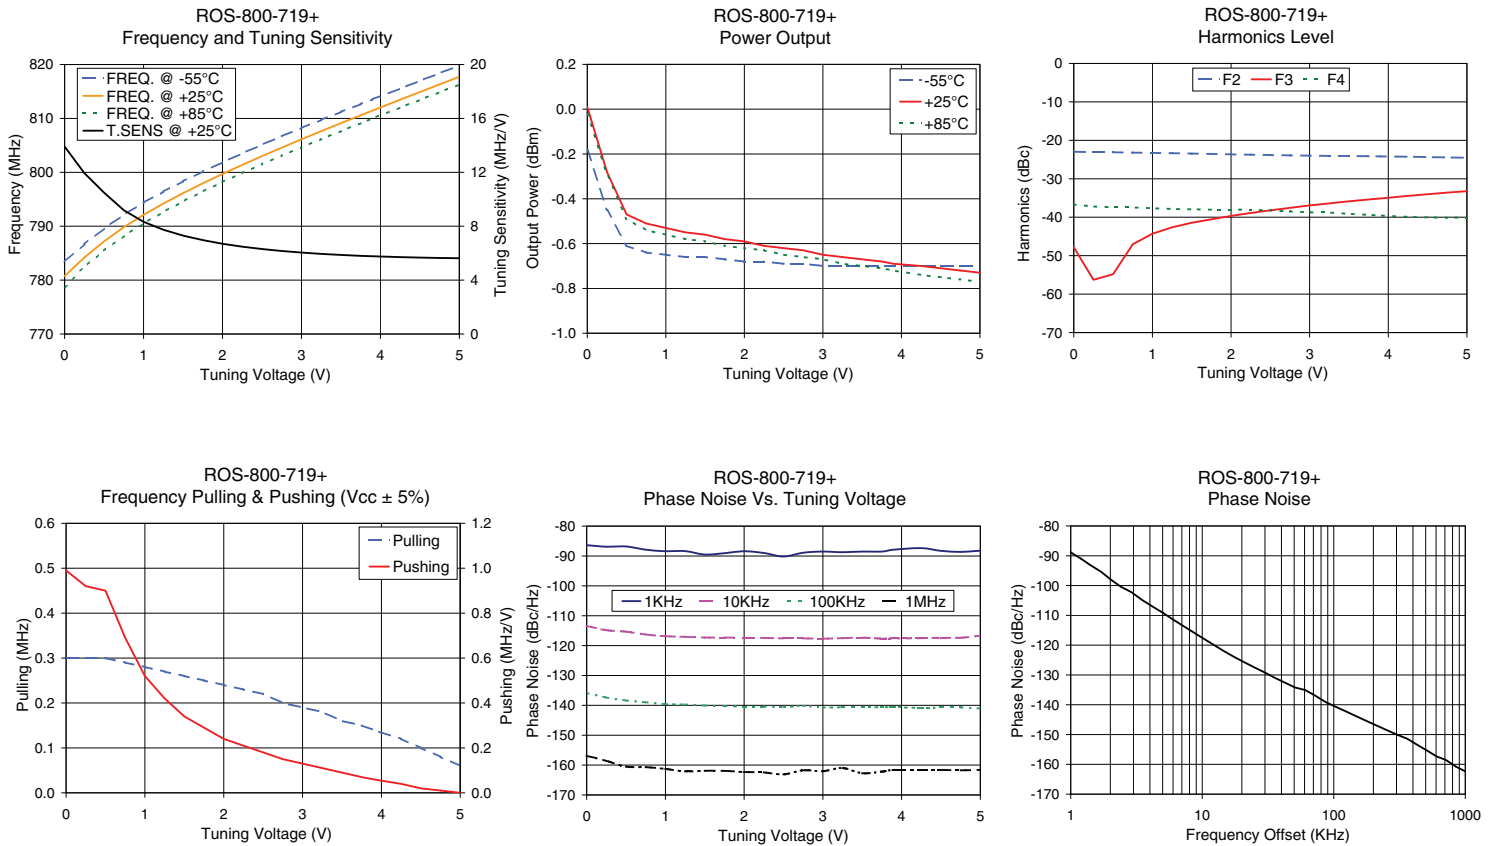 ROS-800-719+
Frequency and Tuning Sensitivity
820
810
800
790
780
770
Frequency (MHz)
FREQ. @ -55°C
FREQ. @ +25°C
FREQ. @ +85°C
T.SENS @ +25°C
20
16
12
8
4
0
Tuning Sensitivity (MHz/V)
0 1 2 3 4 5
Tuning Voltage (V)
ROS-800-719+
Power Output
0.2
0.0
-0.2
-0.4
-0.6
-0.8
-1.0
Output Power (dBm)
-55°C
+25°C
+85°C
0 1 2 3 4 5
Tuning Voltage (V)
ROS-800-719+
Harmonics Level
0
-10
-20
-30
-40
-50
-60
-70
Harmonics (dBc)
F2 F3 F4
0 1 2 3 4 5
Tuning Voltage (V)
ROS-800-719+
Frequency Pulling & Pushing (Vcc ± 5%)
0.6
0.5
0.4
0.3
0.2
0.1
0.0
Pulling (MHz)
Pulling
Pushing
1.2
1.0
0.8
0.6
0.4
0.2
0.0
Pushing (MHz/V)
0 1 2 3 4 5
Tuning Voltage (V)
ROS-800-719+
Phase Noise Vs. Tuning Voltage
-80
-90
-100
-110
-120
-130
-140
-150
-160
-170
Phase Noise (dBc/Hz)
1KHz 10KHz 100KHz 1MHz
0 1 2 3 4 5
Tuning Voltage (V)
ROS-800-719+
Phase Noise
-80
-90
-100
-110
-120
-130
-140
-150
-160
-170
Phase Noise (dBc/Hz)
1 10 100 1000
Frequency Offset (KHz)